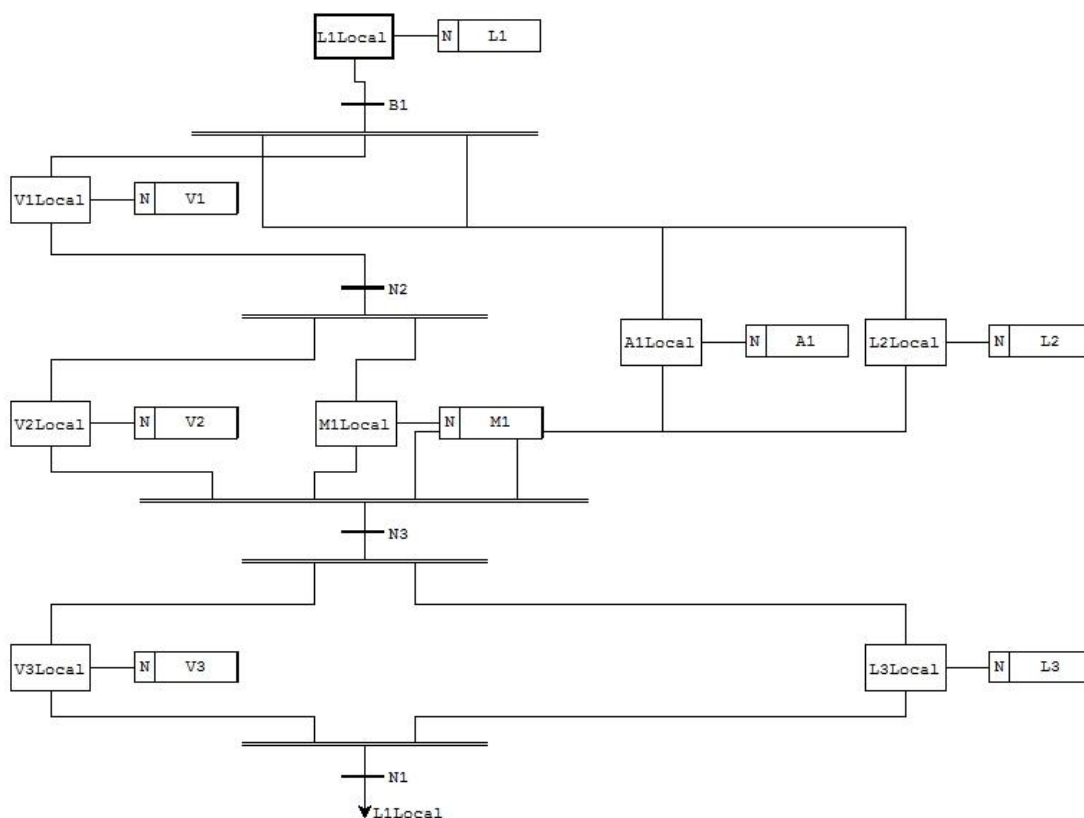 L1Local N L1
B1
V1Local N V1
N2
A1Local N A1 L2Local N L2
V2Local N V2 M1Local N M1
N3
V3Local N V3 L3Local N L3
N1
L1Local